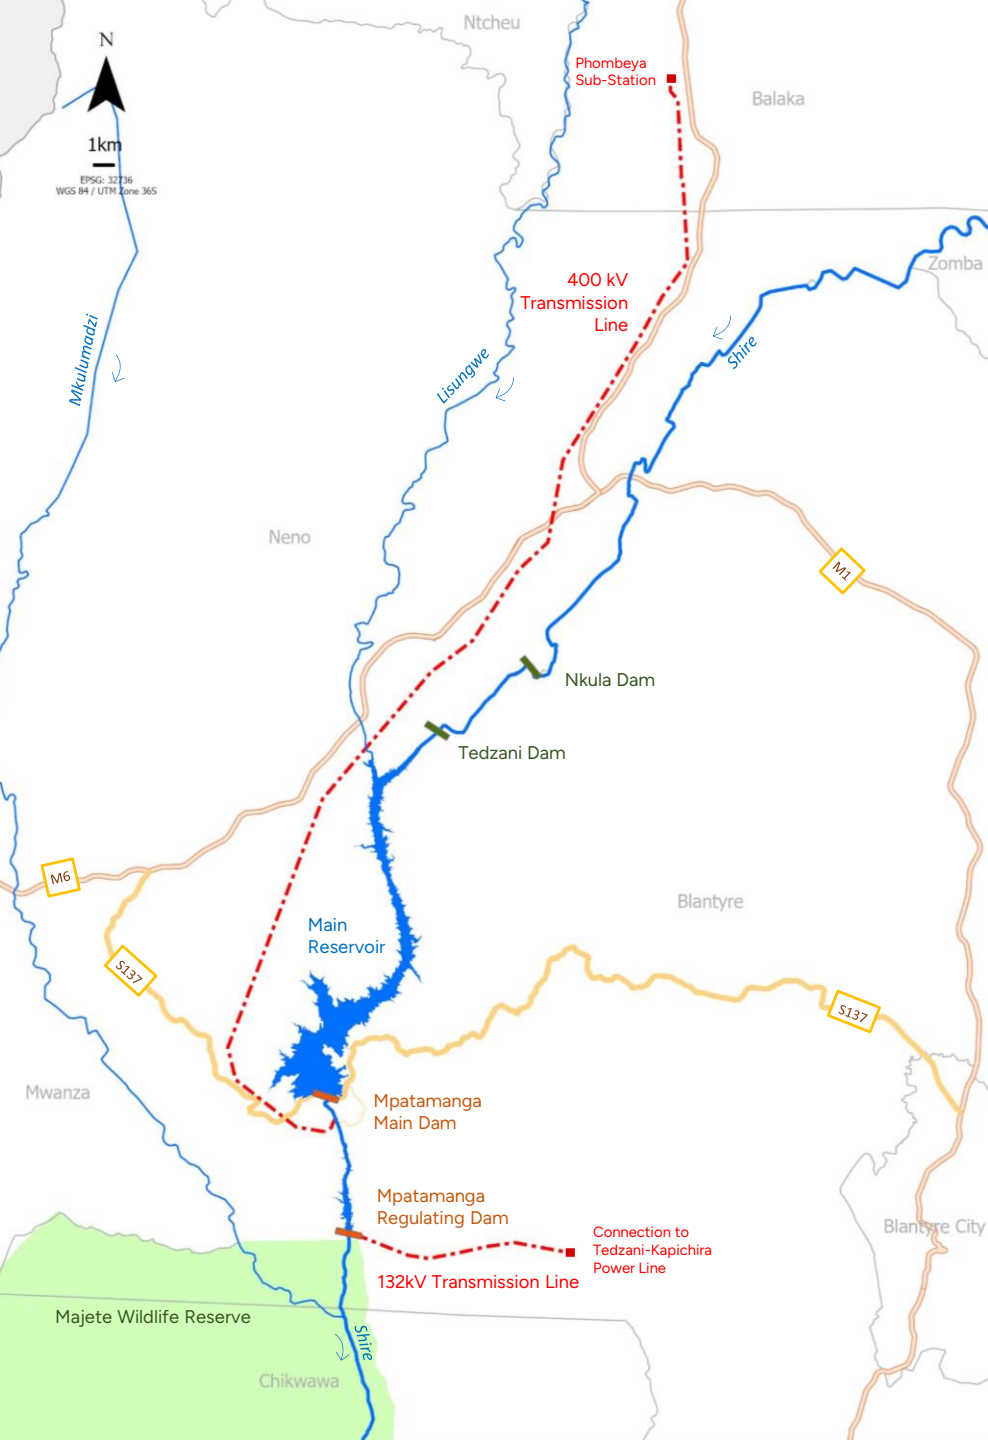 Ntcheu
N
Phombeya
Sub-Station
Balaka
1km
EPSG: 32736
WGS 84 / UTM Zone 36S
Zomba
400 kV
Transmission
Line
Mkulumadzi
Lisungwe
Shire
Neno
M1
Nkula Dam
Tedzani Dam
M6
Main
Reservoir
Blantyre
S137
S137
Mwanza
Mpatamanga
Main Dam
Mpatamanga
Regulating Dam
Blantyre City
Connection to
Tedzani-Kapichira
Power Line
132kV Transmission Line
Majete Wildlife Reserve
Shire
Chikwawa